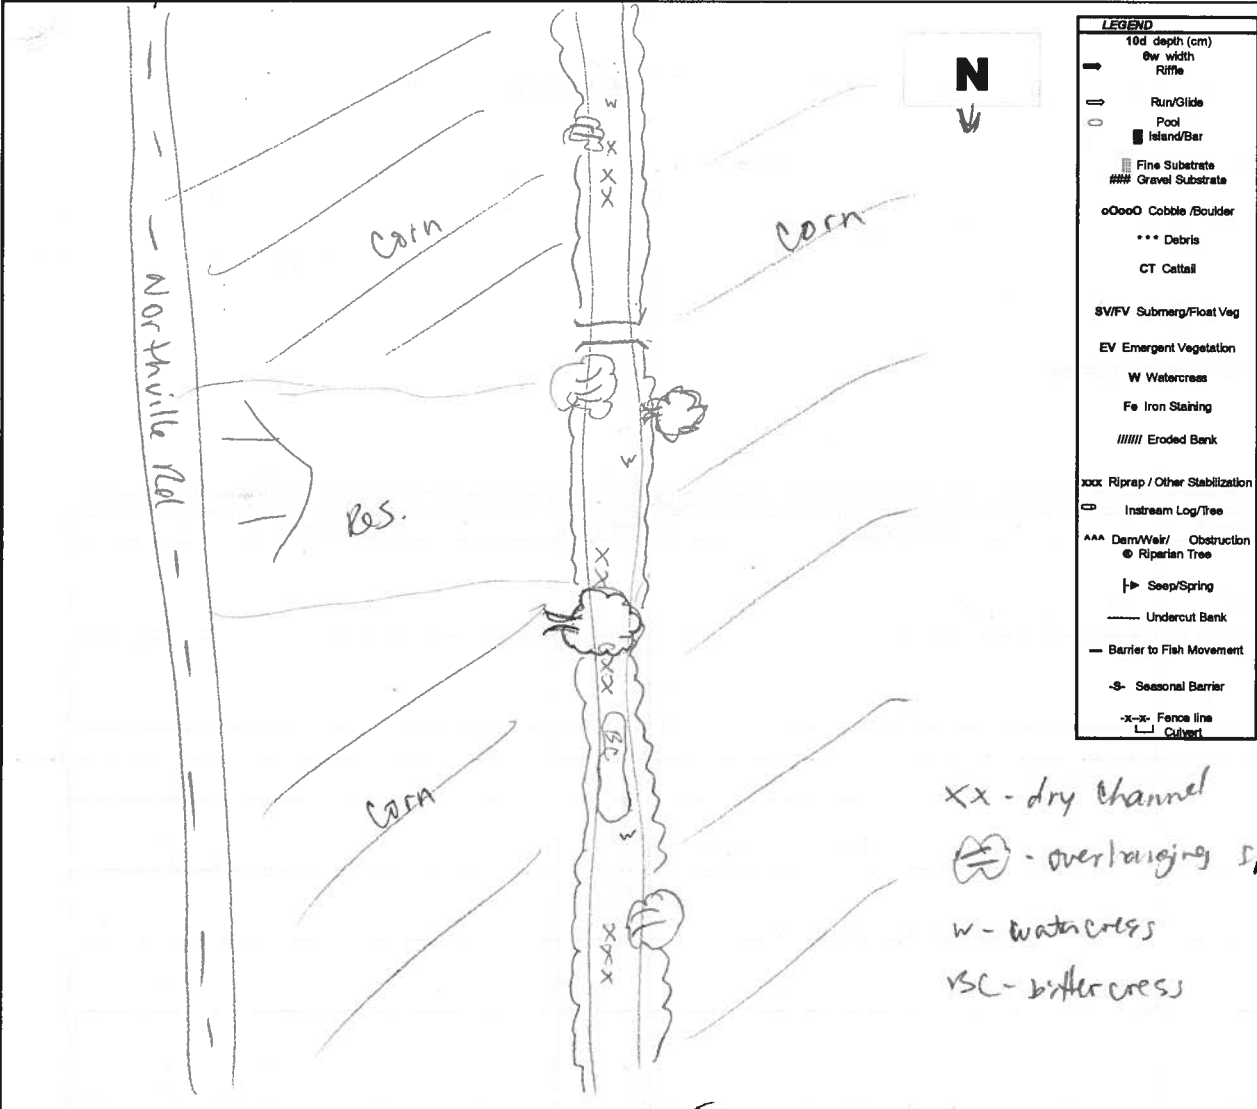 N
LEGEND
10d depth (cm)
6w width
Riffle
Run/Glide
Pool
Island/Bar
Fine Substrate
### Gravel Substrate
oOooO Cobble /Boulder
*** Debris
CT Cattail
SV/FV Submerg/Float Veg
EV Emergent Vegetation
W Watercress
Fe Iron Staining
/////// Eroded Bank
xxx Riprap / Other Stabilization
Instream Log/Tree
^^^ Dam/Weir/ Obstruction
Riparian Tree
Seep/Spring
Undercut Bank
Barrier to Fish Movement
-S- Seasonal Barrier
-x--x- Fence line
Culvert
w
x
x
x
Corn
Corn
Northville Rd
w
Res.
x
x
x
x
x
BC
Corn
w
x
x
x
xx - dry channel
- overhanging
w - watercress
BC - bittercress